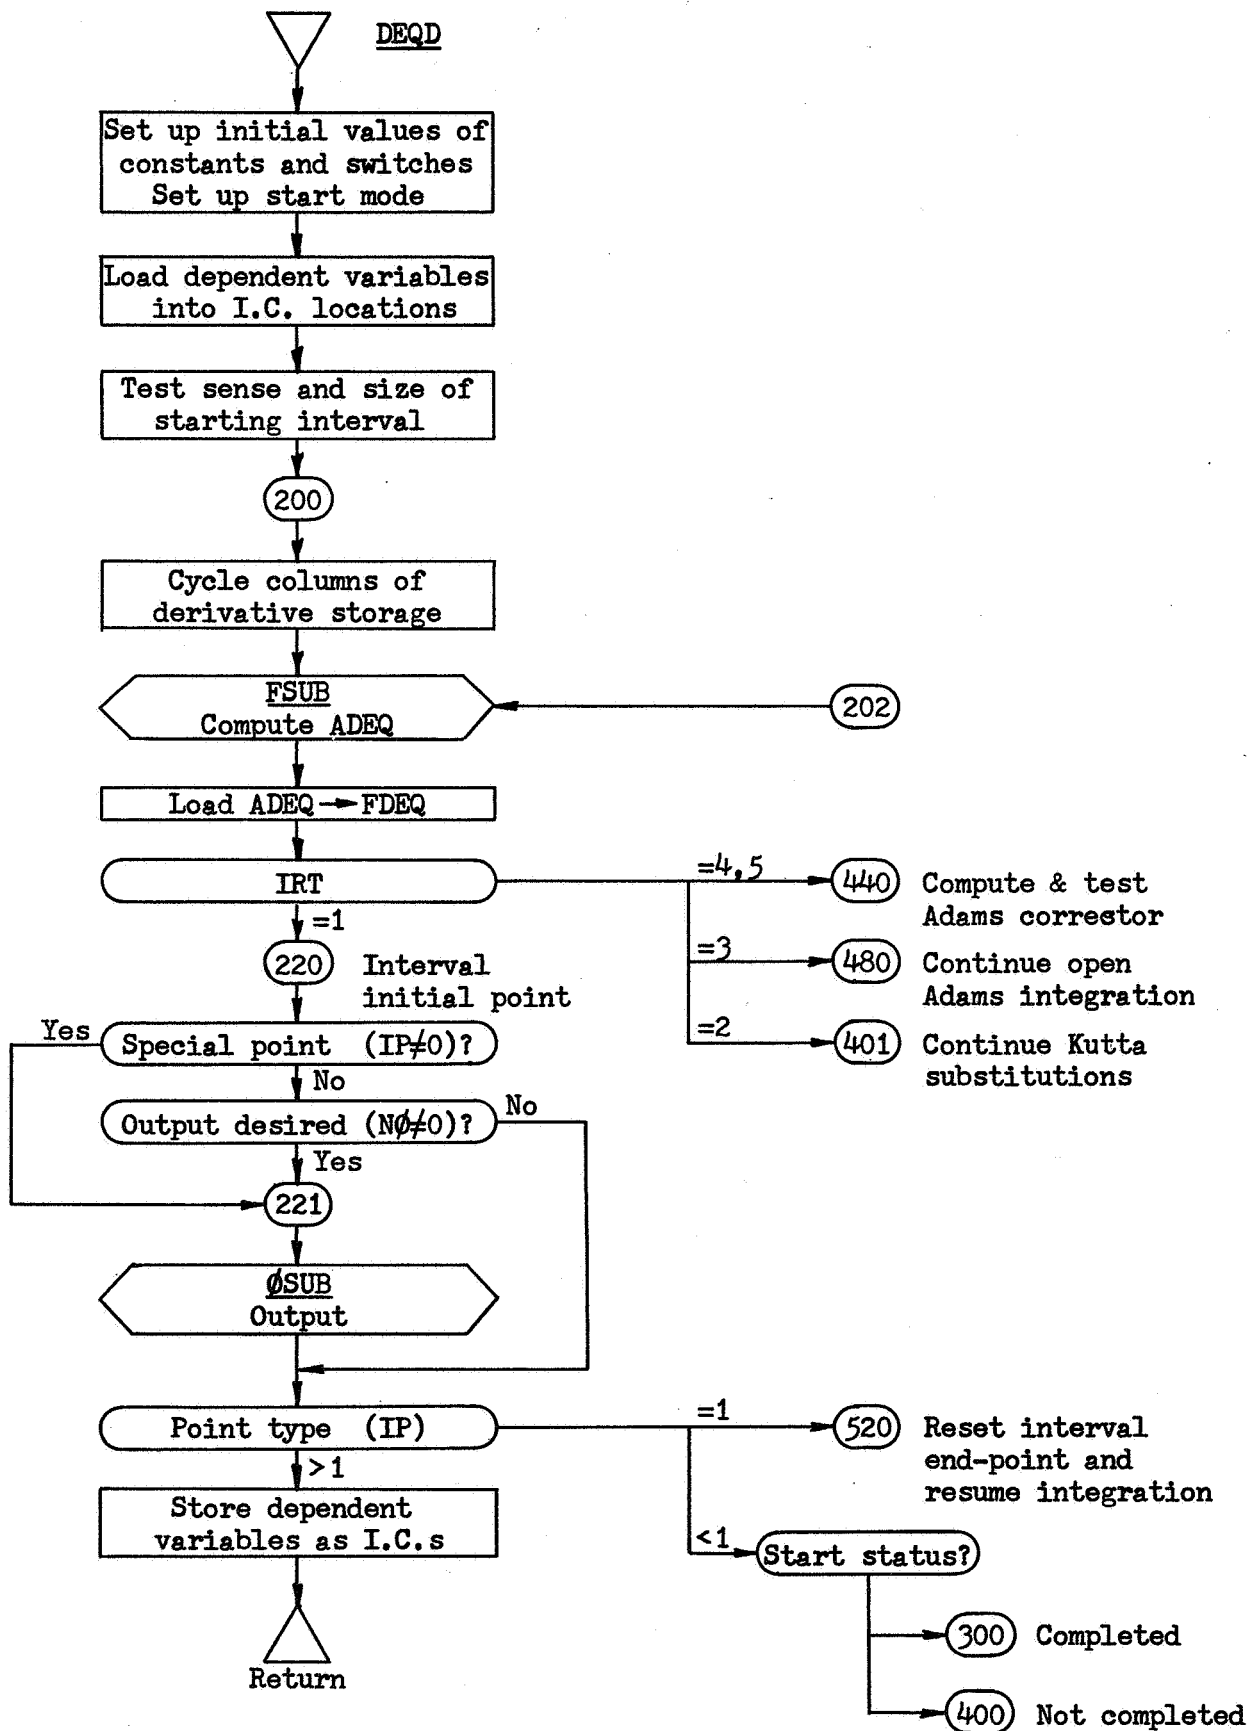 DEQD
Set up initial values of
constants and switches
Set up start mode
Load dependent variables
into I.C. locations
Test sense and size of
starting interval
200
Cycle columns of
derivative storage
FSUB
Compute ADEQ
202
Load ADEQ→FDEQ
IRT
=4,5
440
Compute & test
Adams correstor
=1
=3
480
Continue open
Adams integration
220
Interval
initial point
=2
401
Continue Kutta
substitutions
Yes
Special point (IP≠0)?
No
Output desired (NØ≠0)?
No
Yes
221
ØSUB
Output
Point type (IP)
=1
520
Reset interval
end-point and
resume integration
>1
Store dependent
variables as I.C.s
<1
Start status?
300
Completed
Return
400
Not completed